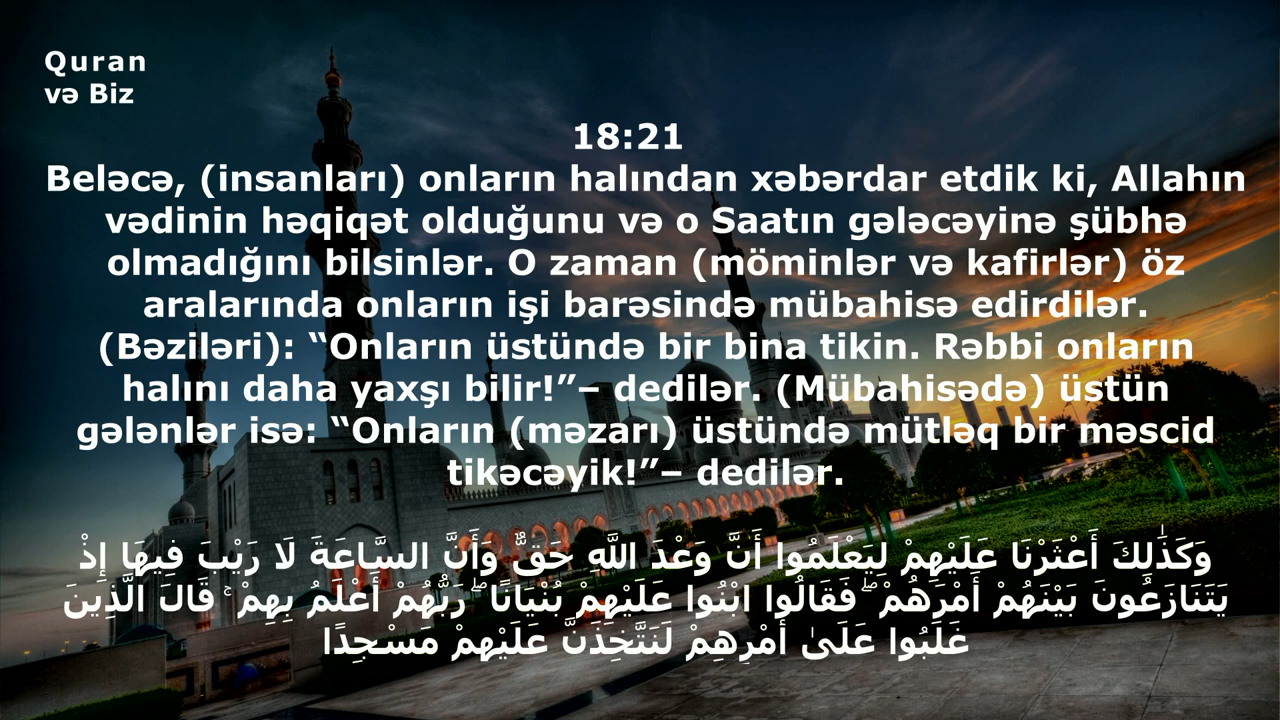 Quran
və Biz
18:21
Beləcə, (insanları) onların halından xəbərdar etdik ki, Allahın
vədinin həqiqət olduğunu və o Saatın gələcəyinə şübhə
olmadığını bilsinlər. O zaman (möminlər və kafirlər) öz
aralarında onların işi barəsində mübahisə edirdilər.
(Bəziləri): “Onların üstündə bir bina tikin. Rəbbi onların
halını daha yaxşı bilir!”– dedilər. (Mübahisədə) üstün
gələnlər isə: “Onların (məzarı) üstündə mütləq bir məscid
tikəcəyik!”– dedilər.
وَكَذَٰلِكَ أَعْثَرْنَا عَلَيْهِمْ لِيَعْلَمُوا أَنَّ وَعْدَ اللَّهِ حَقٌّ وَأَنَّ السَّاعَةَ لَا رَيْبَ فِيهَا إِذْ
يَتَنَازَعُونَ بَيْنَهُمْ أَمْرَهُمْ ۖ فَقَالُوا ابْنُوا عَلَيْهِمْ بُنْيَانًا ۖ رَبُّهُمْ أَعْلَمُ بِهِمْ ۚ قَالَ الَّذِينَ
غَلَبُوا عَلَىٰ أَمْرِهِمْ لَنَتَّخِذَنَّ عَلَيْهِمْ مَسْجِدًا